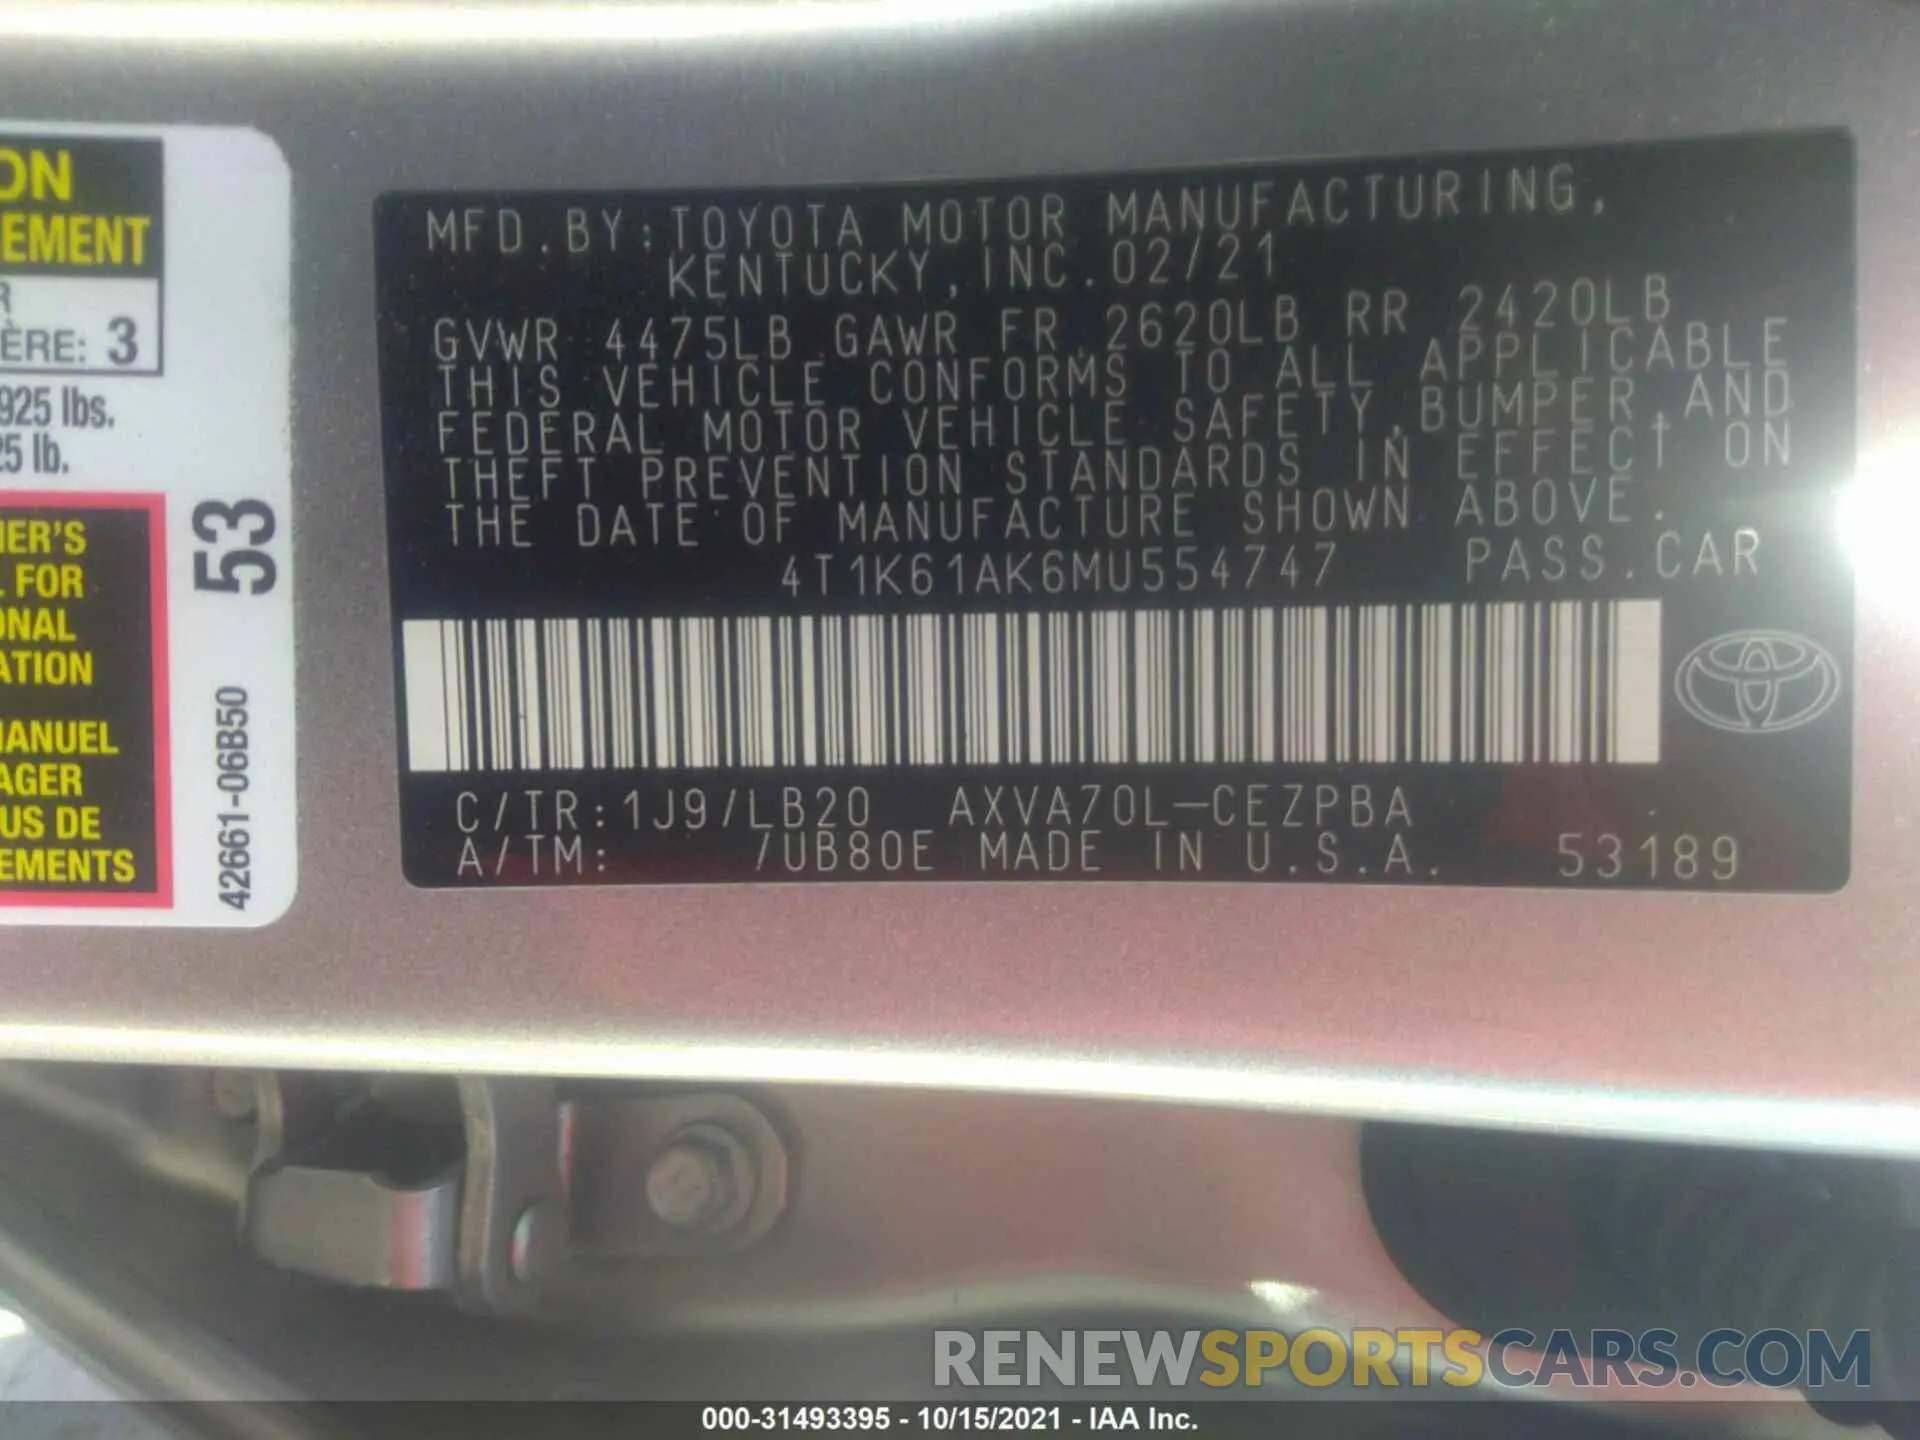 ON
EMENT
R
ÈRE: 3
925 lbs.
25 lb.
53
42661-06B50
ER'S
FOR
ONAL
ATION
MANUEL
AGER
US DE
EMENTS
MFD.BY:TOYOTA MOTOR MANUFACTURING,
KENTUCKY,INC.02/21
GVWR 4475LB GAWR FR 2620LB RR 2420LB
THIS VEHICLE CONFORMS TO ALL APPLICABLE
FEDERAL MOTOR VEHICLE SAFETY,BUMPER,AND
THEFT PREVENTION STANDARDS IN EFFECT ON
THE DATE OF MANUFACTURE SHOWN ABOVE.
4T1K61AK6MU554747 PASS.CAR
C/TR:1J9/LB20 AXVA70L-CEZPBA
A/TM: /UB80E MADE IN U.S.A. 53189
RENEWSPORTSCARS.COM
000-31493395 - 10/15/2021 - IAA Inc.